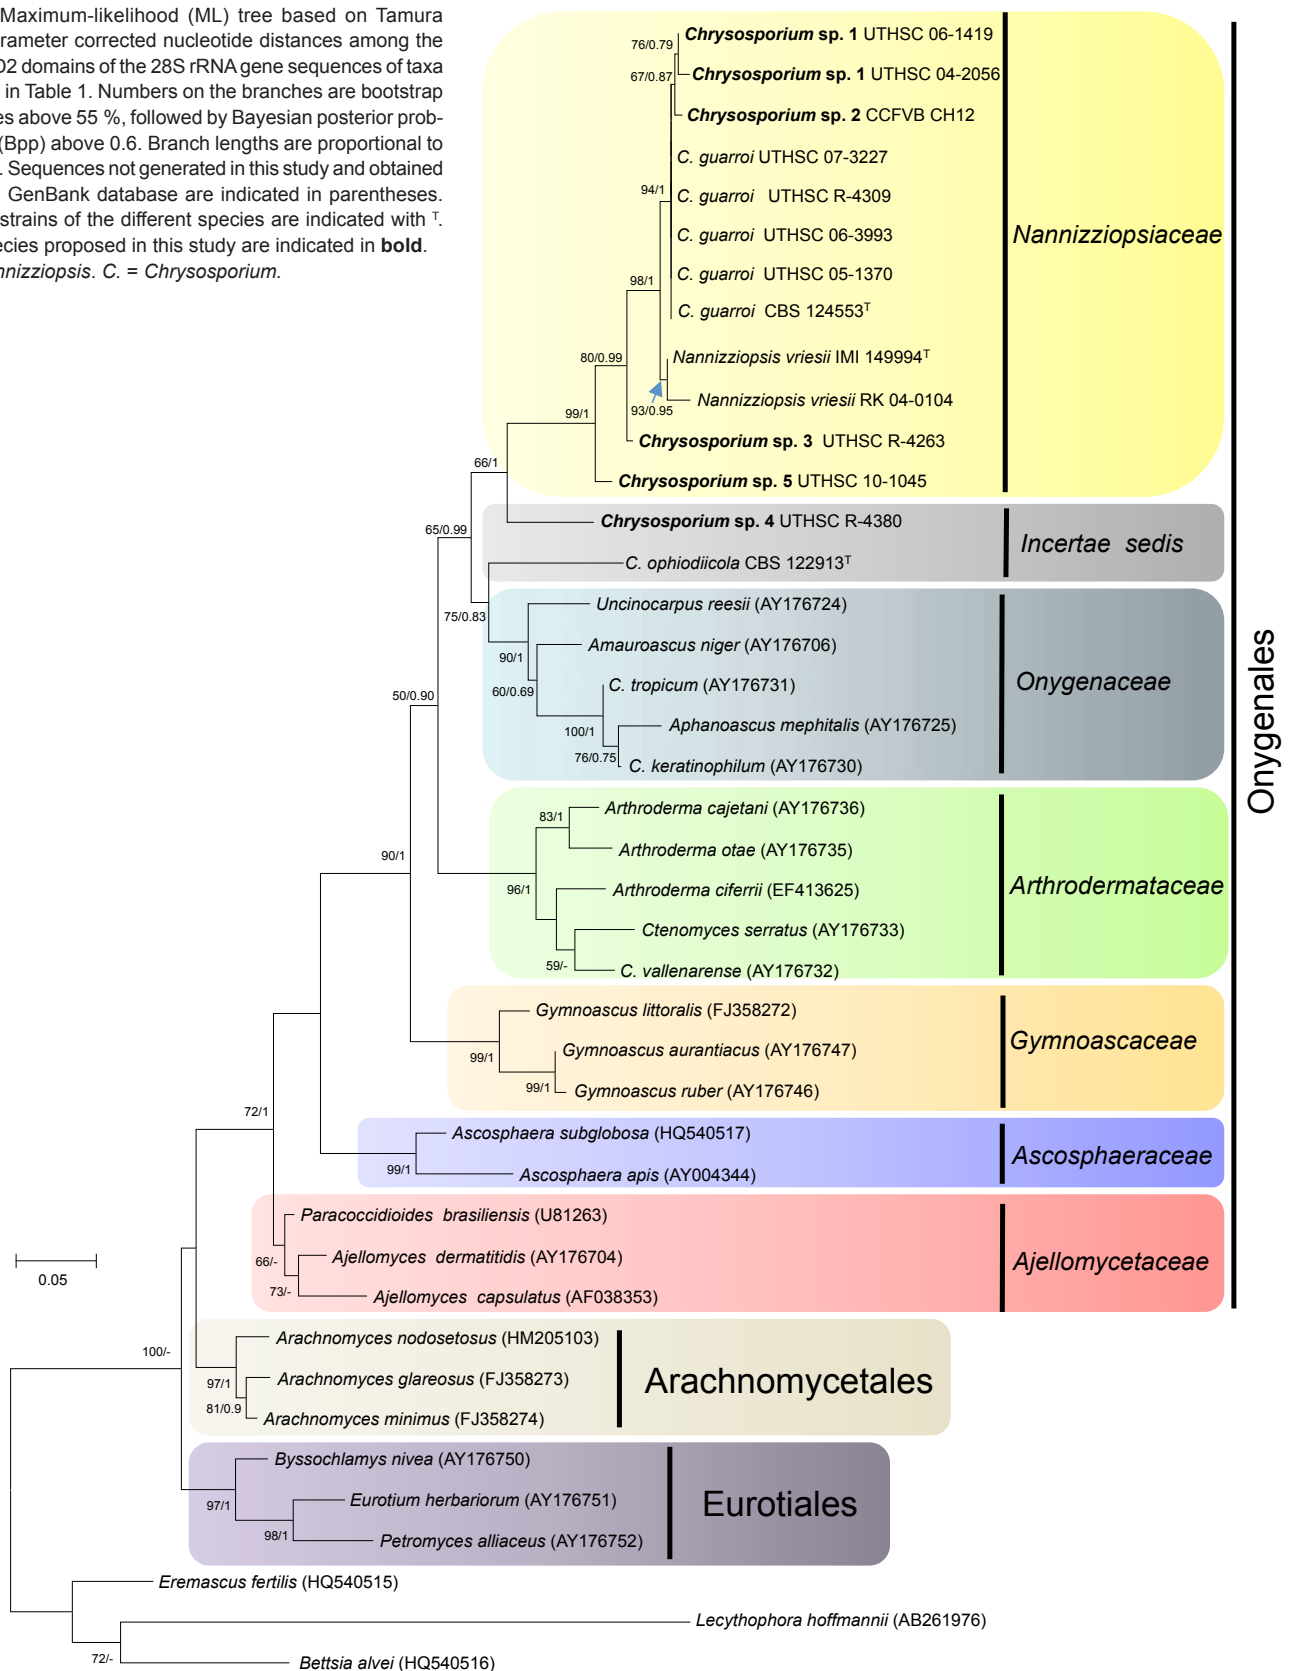 Maximum-likelihood (ML) tree based on Tamura
rameter corrected nucleotide distances among the
D2 domains of the 28S rRNA gene sequences of taxa
in Table 1. Numbers on the branches are bootstrap
es above 55 %, followed by Bayesian posterior prob-
(Bpp) above 0.6. Branch lengths are proportional to
. Sequences not generated in this study and obtained
GenBank database are indicated in parentheses.
strains of the different species are indicated with T.
ecies proposed in this study are indicated in bold.
nnizziopsis. C. = Chrysosporium.
Chrysosporium sp. 1 UTHSC 06-1419
76/0.79
Chrysosporium sp. 1 UTHSC 04-2056
67/0.87
Chrysosporium sp. 2 CCFVB CH12
C. guarroi UTHSC 07-3227
94/1
C. guarroi UTHSC R-4309
C. guarroi UTHSC 06-3993
Nannizziopsiaceae
C. guarroi UTHSC 05-1370
98/1
C. guarroi CBS 124553T
80/0.99
Nannizziopsis vriesii IMI 149994T
Nannizziopsis vriesii RK 04-0104
93/0.95
99/1
Chrysosporium sp. 3 UTHSC R-4263
66/1
Chrysosporium sp. 5 UTHSC 10-1045
Chrysosporium sp. 4 UTHSC R-4380
65/0.99
Incertae sedis
C. ophiodiicola CBS 122913T
Uncinocarpus reesii (AY176724)
75/0.83
Amauroascus niger (AY176706)
90/1
C. tropicum (AY176731)
60/0.69
Onygenaceae
50/0.90
Aphanoascus mephitalis (AY176725)
100/1
76/0.75
C. keratinophilum (AY176730)
Onygenales
Arthroderma cajetani (AY176736)
83/1
Arthroderma otae (AY176735)
90/1
Arthroderma ciferrii (EF413625)
96/1
Arthrodermataceae
Ctenomyces serratus (AY176733)
59/-
C. vallenarense (AY176732)
Gymnoascus littoralis (FJ358272)
Gymnoascaceae
Gymnoascus aurantiacus (AY176747)
99/1
Gymnoascus ruber (AY176746)
99/1
72/1
Ascosphaera subglobosa (HQ540517)
Ascosphaeraceae
99/1
Ascosphaera apis (AY004344)
Paracoccidioides brasiliensis (U81263)
66/-
Ajellomyces dermatitidis (AY176704)
Ajellomycetaceae
0.05
73/-
Ajellomyces capsulatus (AF038353)
Arachnomyces nodosetosus (HM205103)
100/-
Arachnomyces glareosus (FJ358273)
97/1
Arachnomycetales
81/0.9
Arachnomyces minimus (FJ358274)
Byssochlamys nivea (AY176750)
97/1
Eurotium herbariorum (AY176751)
Eurotiales
98/1
Petromyces alliaceus (AY176752)
Eremascus fertilis (HQ540515)
Lecythophora hoffmannii (AB261976)
72/-
Bettsia alvei (HQ540516)